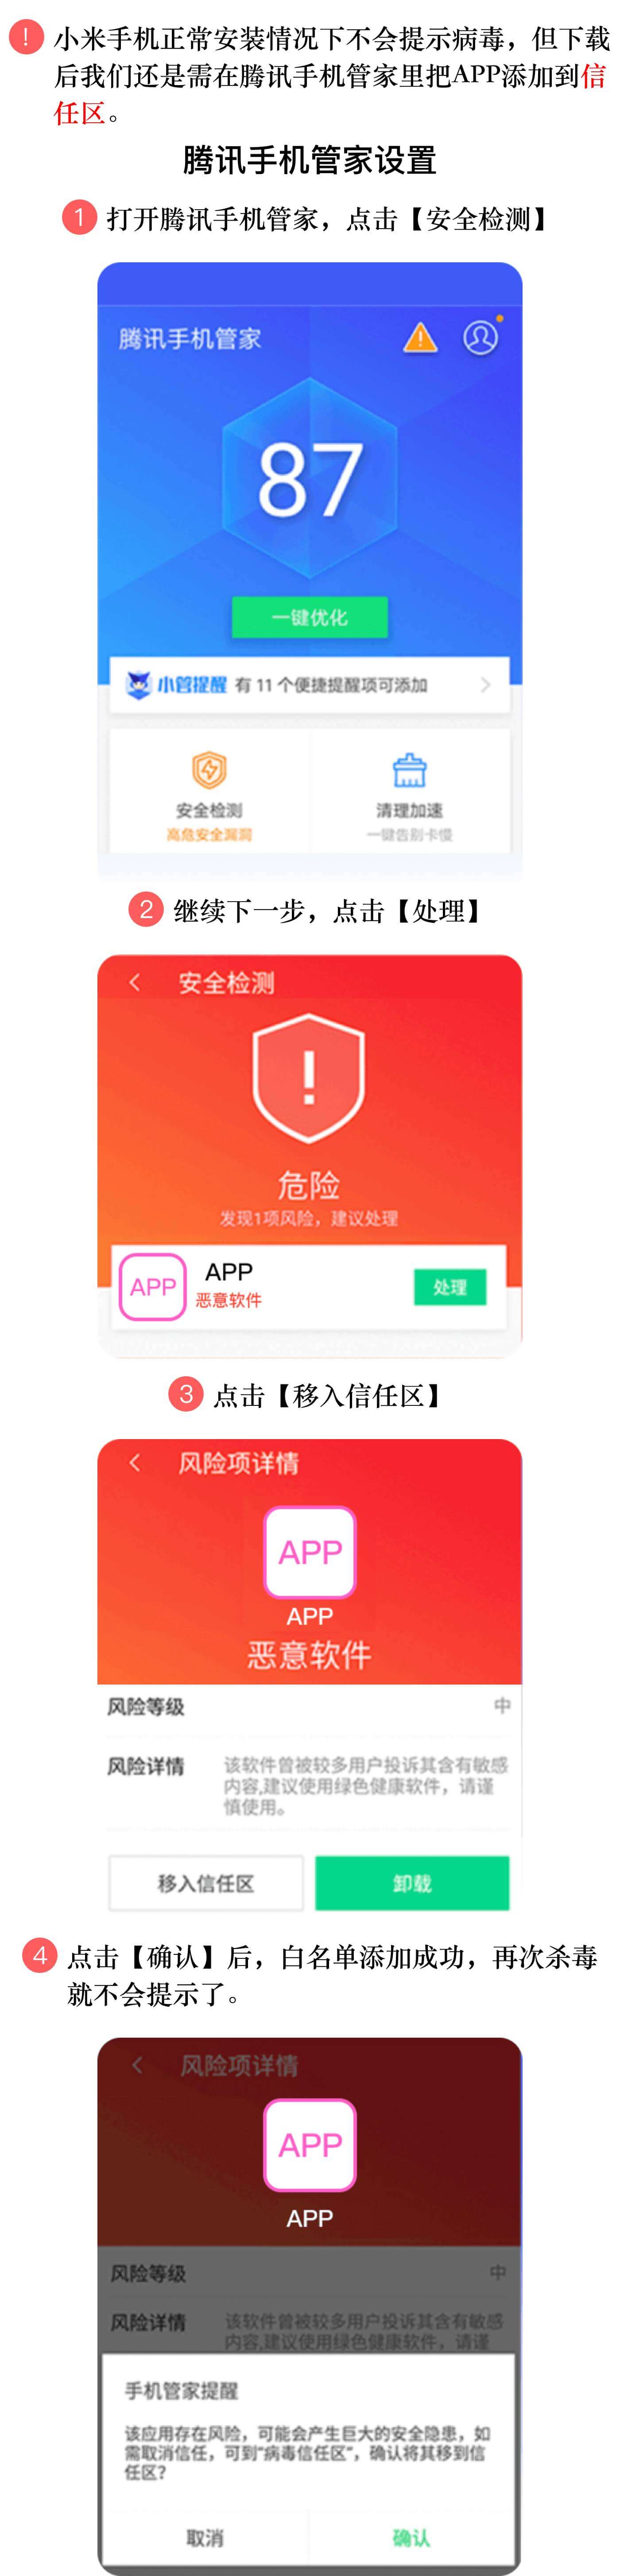 ! 小米手机正常安装情况下不会提示病毒，但下载
后我们还是需在腾讯手机管家里把APP添加到信
任区。
腾讯手机管家设置
1 打开腾讯手机管家，点击【安全检测】
腾讯手机管家
87
一键优化
小管提醒 有 11 个便捷提醒项可添加
安全检测
高危安全漏洞
清理加速
一键告别卡慢
2 继续下一步，点击【处理】
安全检测
危险
发现1项风险，建议处理
APP
APP
恶意软件
处理
3 点击【移入信任区】
风险项详情
APP
APP
恶意软件
风险等级 中
风险详情 该软件曾被较多用户投诉其含有敏感
内容,建议使用绿色健康软件，请谨
慎使用。
移入信任区 卸载
4 点击【确认】后，白名单添加成功，再次杀毒
就不会提示了。
风险项详情
APP
APP
风险等级 中
风险详情 该软件曾被较多用户投诉其含有敏感
内容,建议使用绿色健康软件，请谨
手机管家提醒
该应用存在风险，可能会产生巨大的安全隐患，如
需取消信任，可到“病毒信任区”，确认将其移到信
任区？
取消 确认